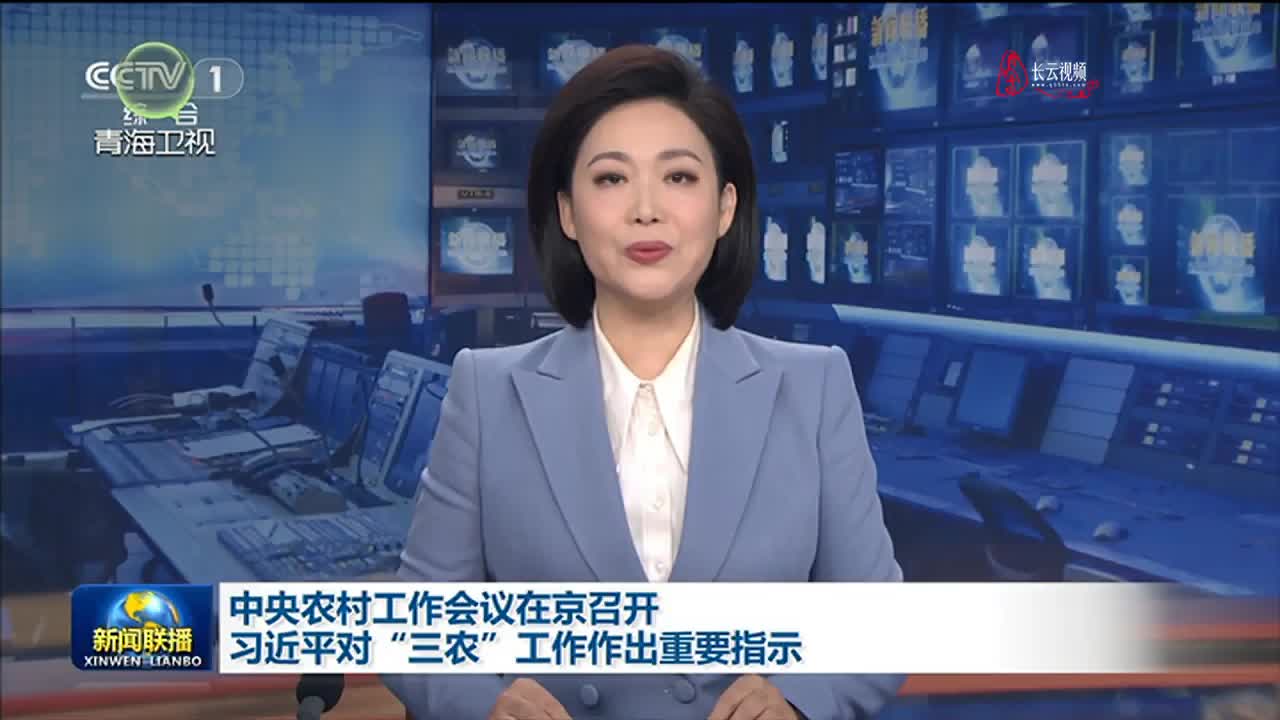 CCTV 1
综合
青海卫视
长云视频
中央农村工作会议在京召开
习近平对“三农”工作作出重要指示
新闻联播
XINWEN LIANBO